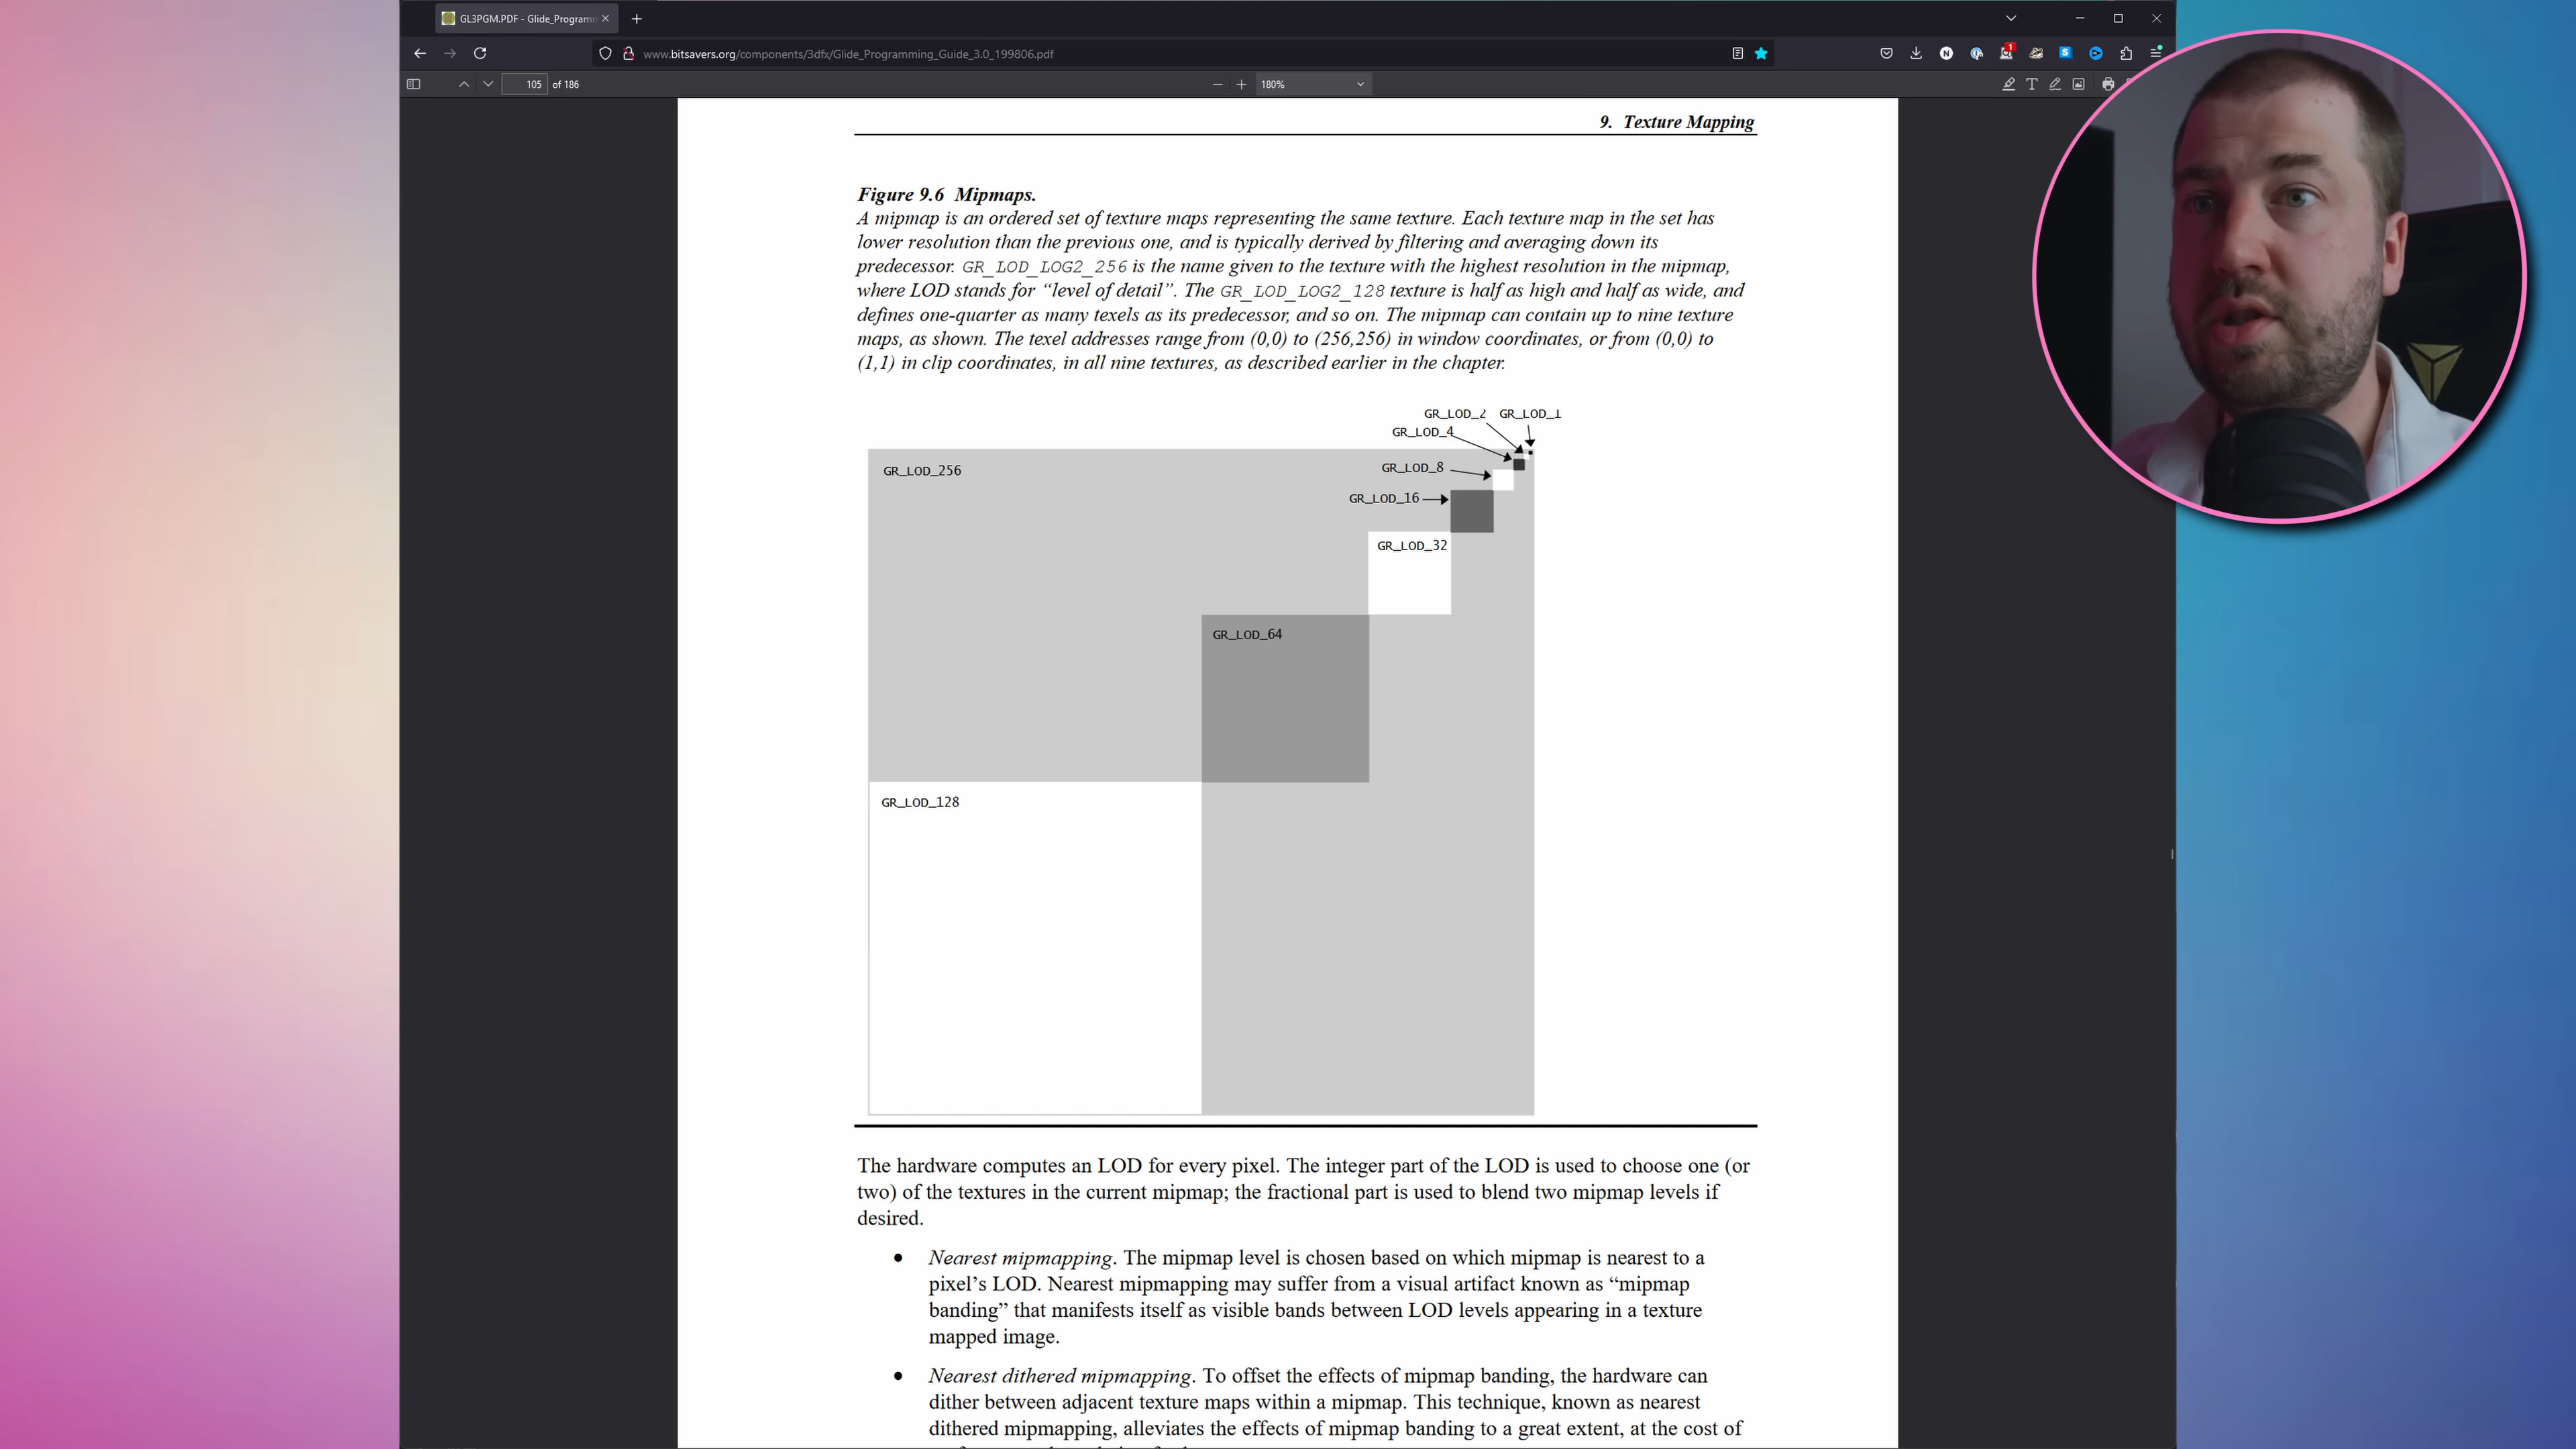 GL3PGM.PDF - Glide_Programm
www.bitsavers.org/components/3dfx/Glide_Programming_Guide_3.0_199806.pdf
105 of 186
180%
9. Texture Mapping
Figure 9.6 Mipmaps.
A mipmap is an ordered set of texture maps representing the same texture. Each texture map in the set has
lower resolution than the previous one, and is typically derived by filtering and averaging down its
predecessor. GR_LOD_LOG2_256 is the name given to the texture with the highest resolution in the mipmap,
where LOD stands for “level of detail”. The GR_LOD_LOG2_128 texture is half as high and half as wide, and
defines one-quarter as many texels as its predecessor, and so on. The mipmap can contain up to nine texture
maps, as shown. The texel addresses range from (0,0) to (256,256) in window coordinates, or from (0,0) to
(1,1) in clip coordinates, in all nine textures, as described earlier in the chapter.
GR_LOD_2 GR_LOD_1
GR_LOD_4
GR_LOD_256
GR_LOD_8
GR_LOD_16
GR_LOD_32
GR_LOD_64
GR_LOD_128
The hardware computes an LOD for every pixel. The integer part of the LOD is used to choose one (or
two) of the textures in the current mipmap; the fractional part is used to blend two mipmap levels if
desired.
• Nearest mipmapping. The mipmap level is chosen based on which mipmap is nearest to a
pixel’s LOD. Nearest mipmapping may suffer from a visual artifact known as “mipmap
banding” that manifests itself as visible bands between LOD levels appearing in a texture
mapped image.
• Nearest dithered mipmapping. To offset the effects of mipmap banding, the hardware can
dither between adjacent texture maps within a mipmap. This technique, known as nearest
dithered mipmapping, alleviates the effects of mipmap banding to a great extent, at the cost of